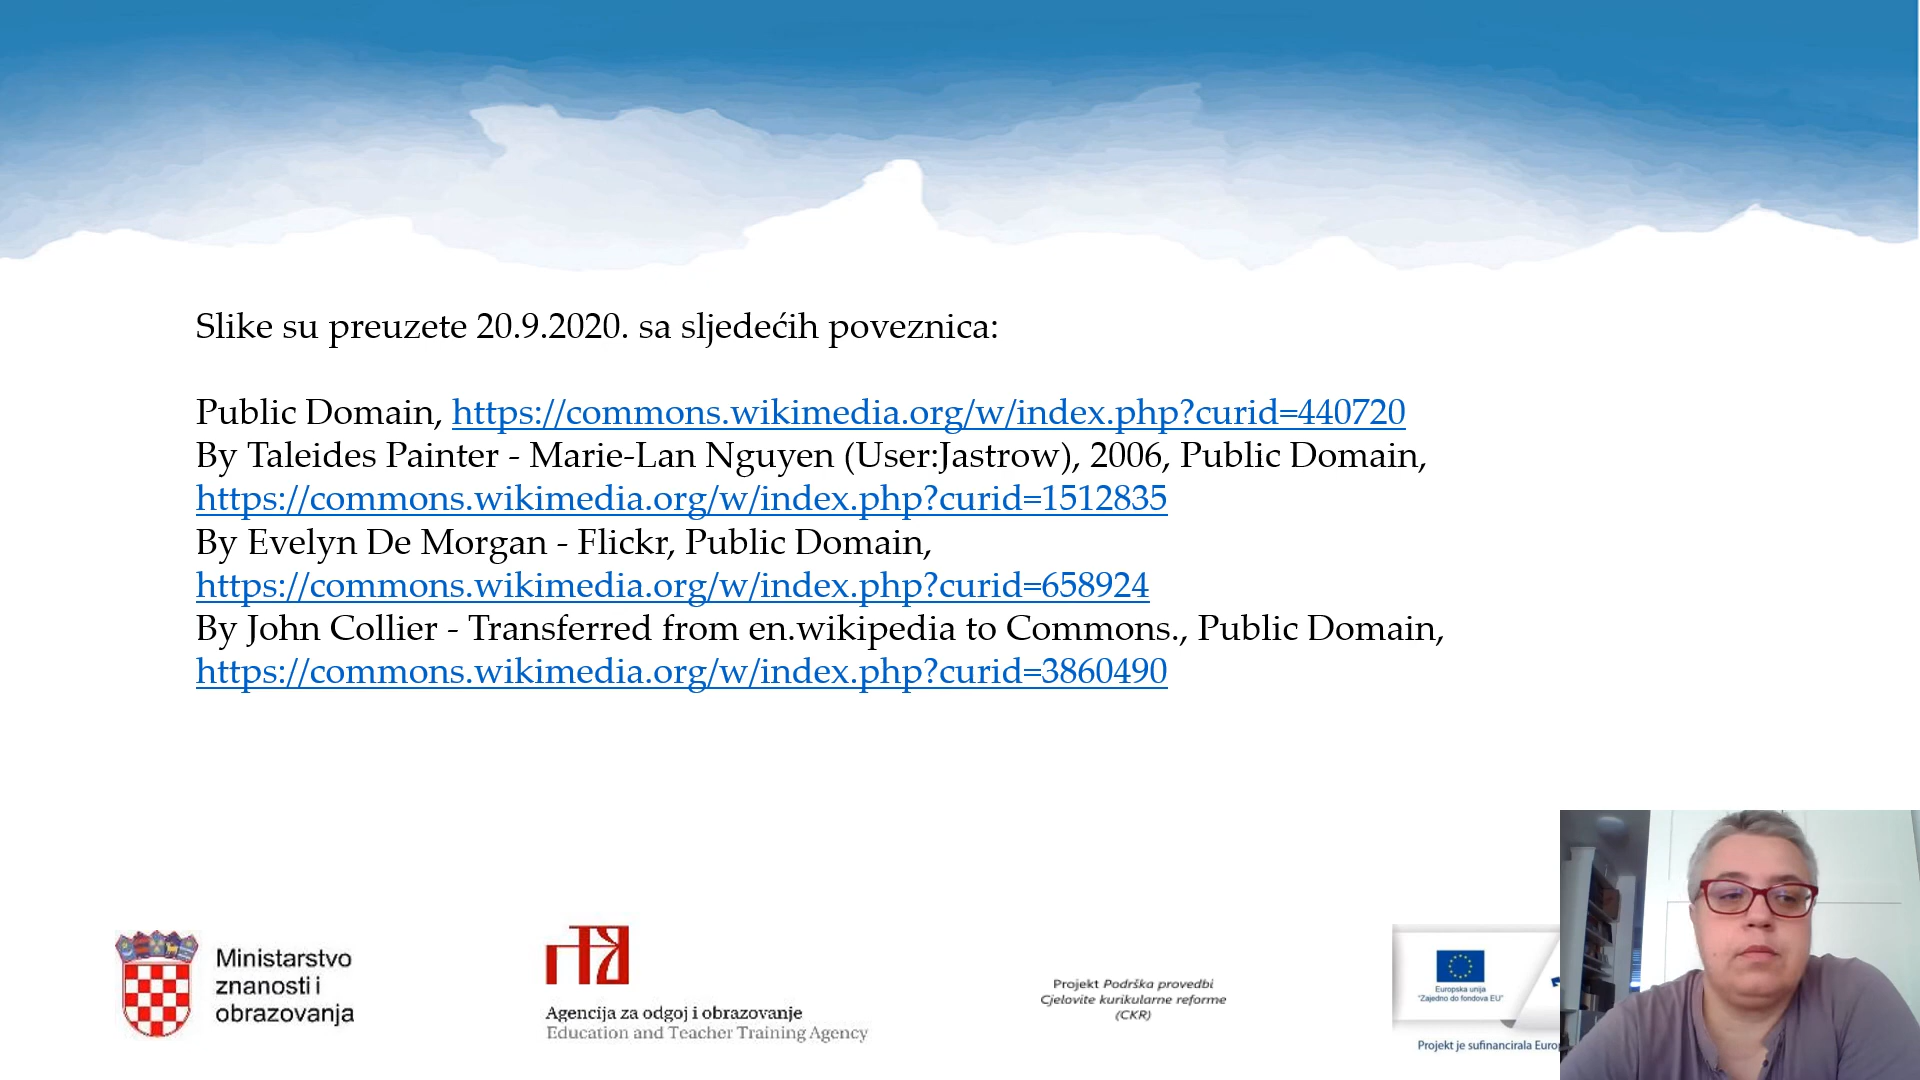 Slike su preuzete 20.9.2020. sa sljedećih poveznica:
Public Domain, https://commons.wikimedia.org/w/index.php?curid=440720
By Taleides Painter - Marie-Lan Nguyen (User:Jastrow), 2006, Public Domain,
https://commons.wikimedia.org/w/index.php?curid=1512835
By Evelyn De Morgan - Flickr, Public Domain,
https://commons.wikimedia.org/w/index.php?curid=658924
By John Collier - Transferred from en.wikipedia to Commons., Public Domain,
https://commons.wikimedia.org/w/index.php?curid=3860490
Ministarstvo
znanosti i
obrazovanja
Agencija za odgoj i obrazovanje
Education and Teacher Training Agency
Projekt Podrška provedbi
Cjelovite kurikularne reforme
(CKR)
Europska unija
"Zajedno do fondova EU"
Projekt je sufinancirala